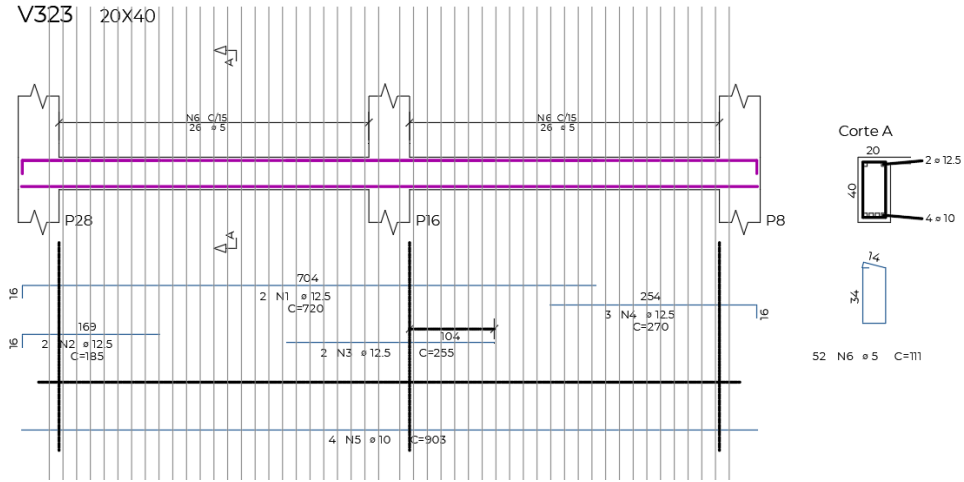 V323 20X40
A
N6 C/15
26 ø 5
N6 C/15
26 ø 5
P28
P16
P8
A
16
704
2 N1 ø 12.5
C=720
254
3 N4 ø 12.5
C=270
16
16
169
2 N2 ø 12.5
C=185
104
2 N3 ø 12.5 C=255
4 N5 ø 10 C=903
Corte A
20
2 ø 12.5
40
4 ø 10
14
34
52 N6 ø 5 C=111